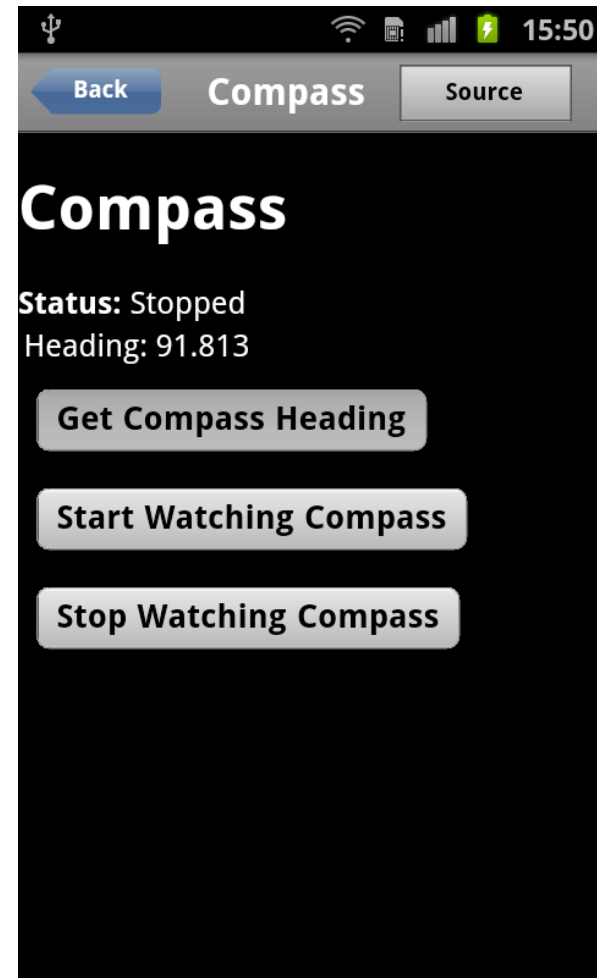 15:50
Back Compass Source
Compass
Status: Stopped
Heading: 91.813
Get Compass Heading
Start Watching Compass
Stop Watching Compass